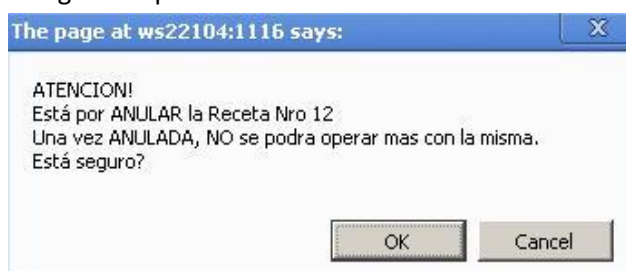 The page at ws22104:1116 says:
ATENCION!
Está por ANULAR la Receta Nro 12
Una vez ANULADA, NO se podra operar mas con la misma.
Está seguro?
OK
Cancel